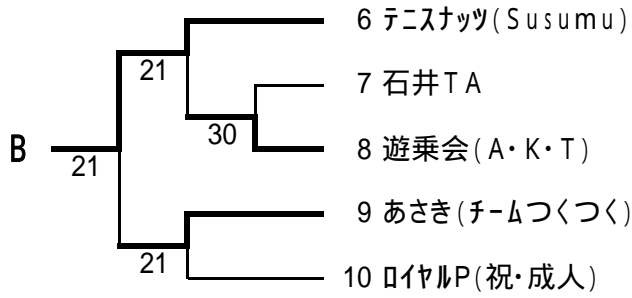 6 テニスナッツ(Susumu)
21
7 石井TA
30
8 遊乗会(A・K・T)
B
21
9 あさき(チームつくつく)
21
10 ロイヤルP(祝・成人)